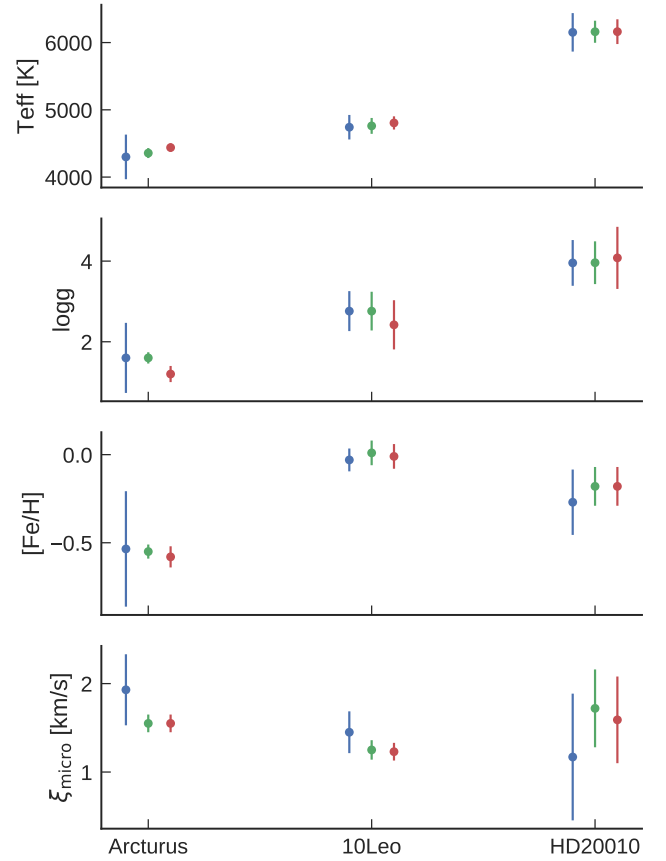 Teff [K]
6000
5000
4000
logg
4
2
[Fe/H]
0.0
−0.5
ξmicro [km/s]
2
1
Arcturus 10Leo HD20010